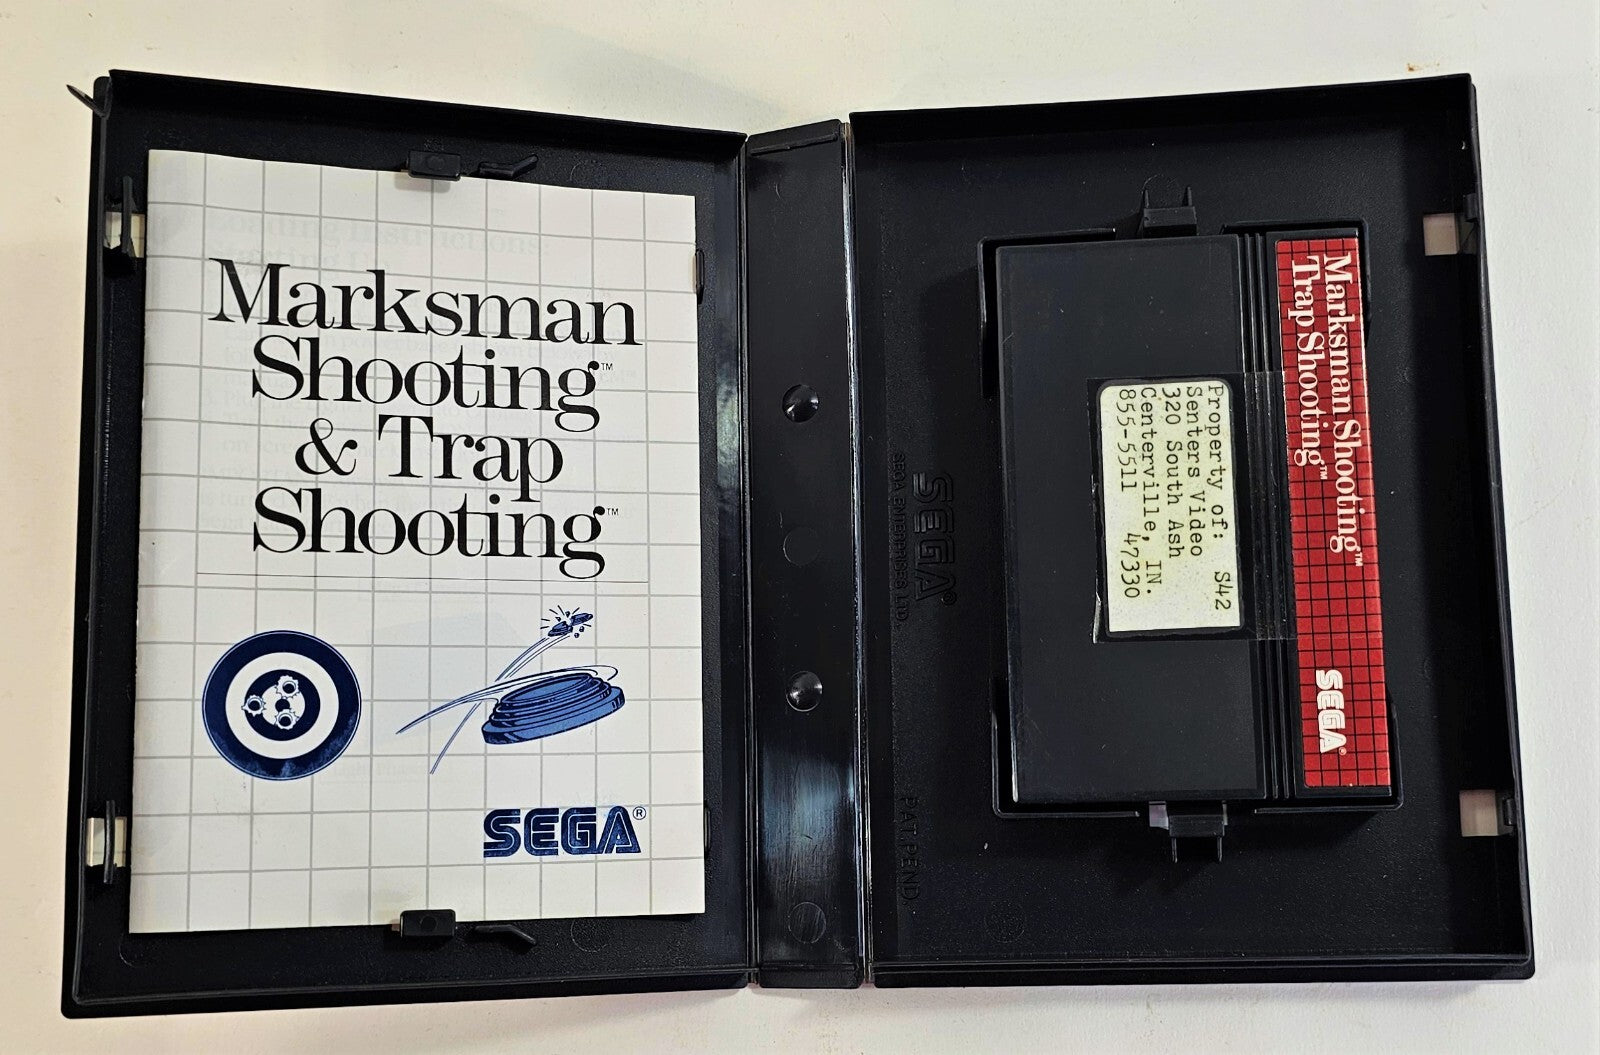 Marksman
Shooting™
& Trap
Shooting™
SEGA®
SEGA®
SEGA ENTERPRISES LTD.
PAT. PEND.
Property of: S42
Senters Video
320 South Ash
Centerville, IN.
855-5511 47330
Marksman Shooting™
Trap Shooting™
SEGA®